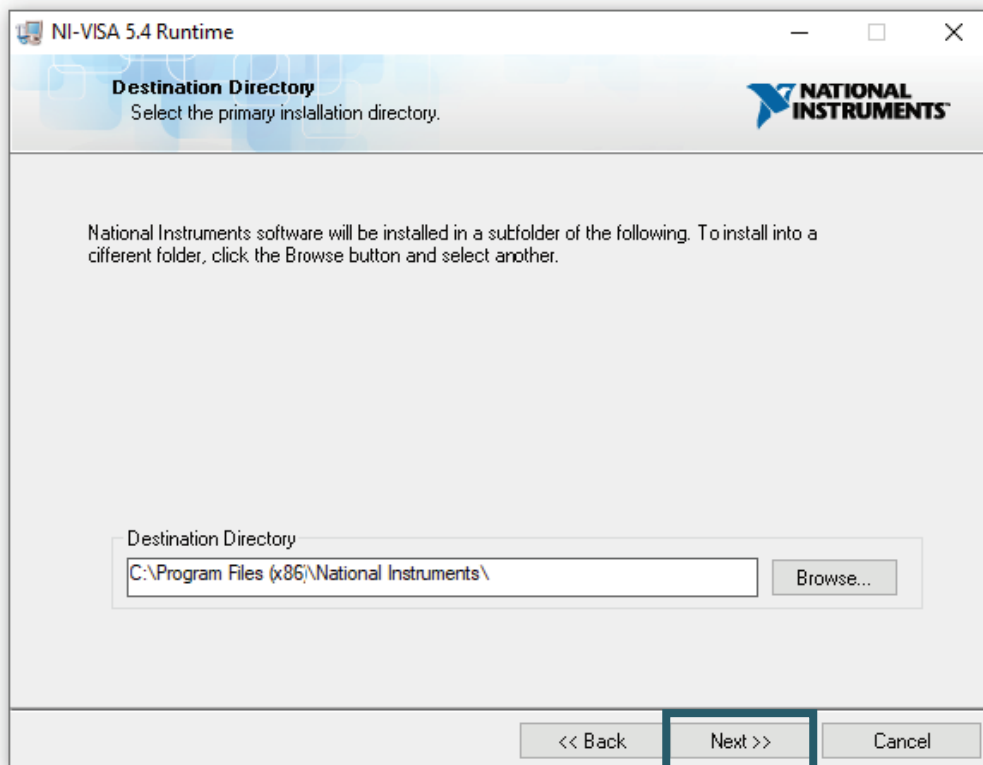 NI-VISA 5.4 Runtime
Destination Directory
Select the primary installation directory.
NATIONAL
INSTRUMENTS™
National Instruments software will be installed in a subfolder of the following. To install into a
different folder, click the Browse button and select another.
Destination Directory
C:\Program Files (x86)\National Instruments\
Browse...
<< Back
Next >>
Cancel